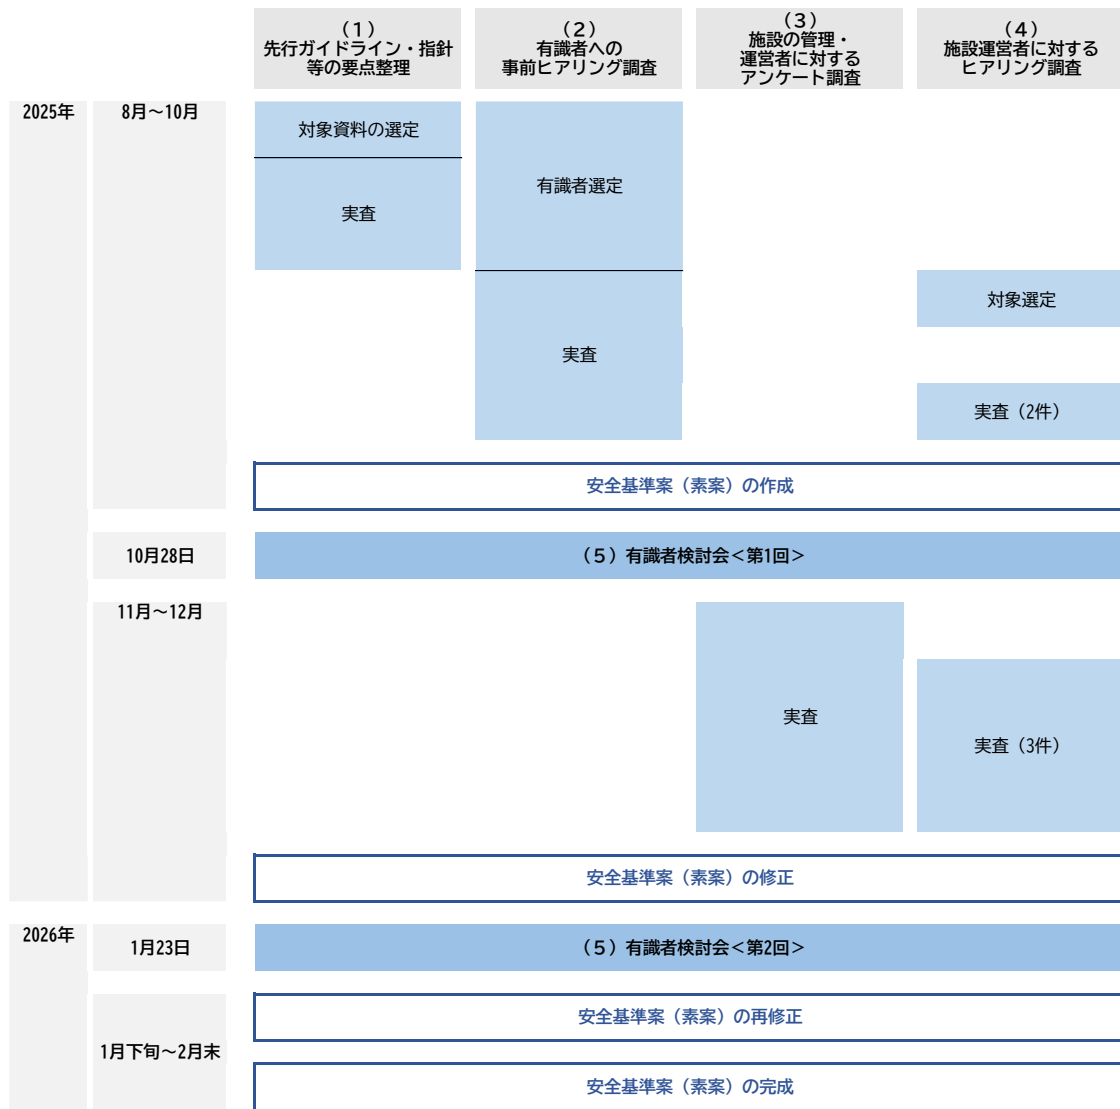 （1）
先行ガイドライン・指針
等の要点整理
（2）
有識者への
事前ヒアリング調査
（3）
施設の管理・
運営者に対する
アンケート調査
（4）
施設運営者に対する
ヒアリング調査
2025年
8月～10月
対象資料の選定
実査
有識者選定
実査
対象選定
実査（2件）
安全基準案（素案）の作成
10月28日
（5）有識者検討会＜第1回＞
11月～12月
実査
実査（3件）
安全基準案（素案）の修正
2026年
1月23日
（5）有識者検討会＜第2回＞
1月下旬～2月末
安全基準案（素案）の再修正
安全基準案（素案）の完成